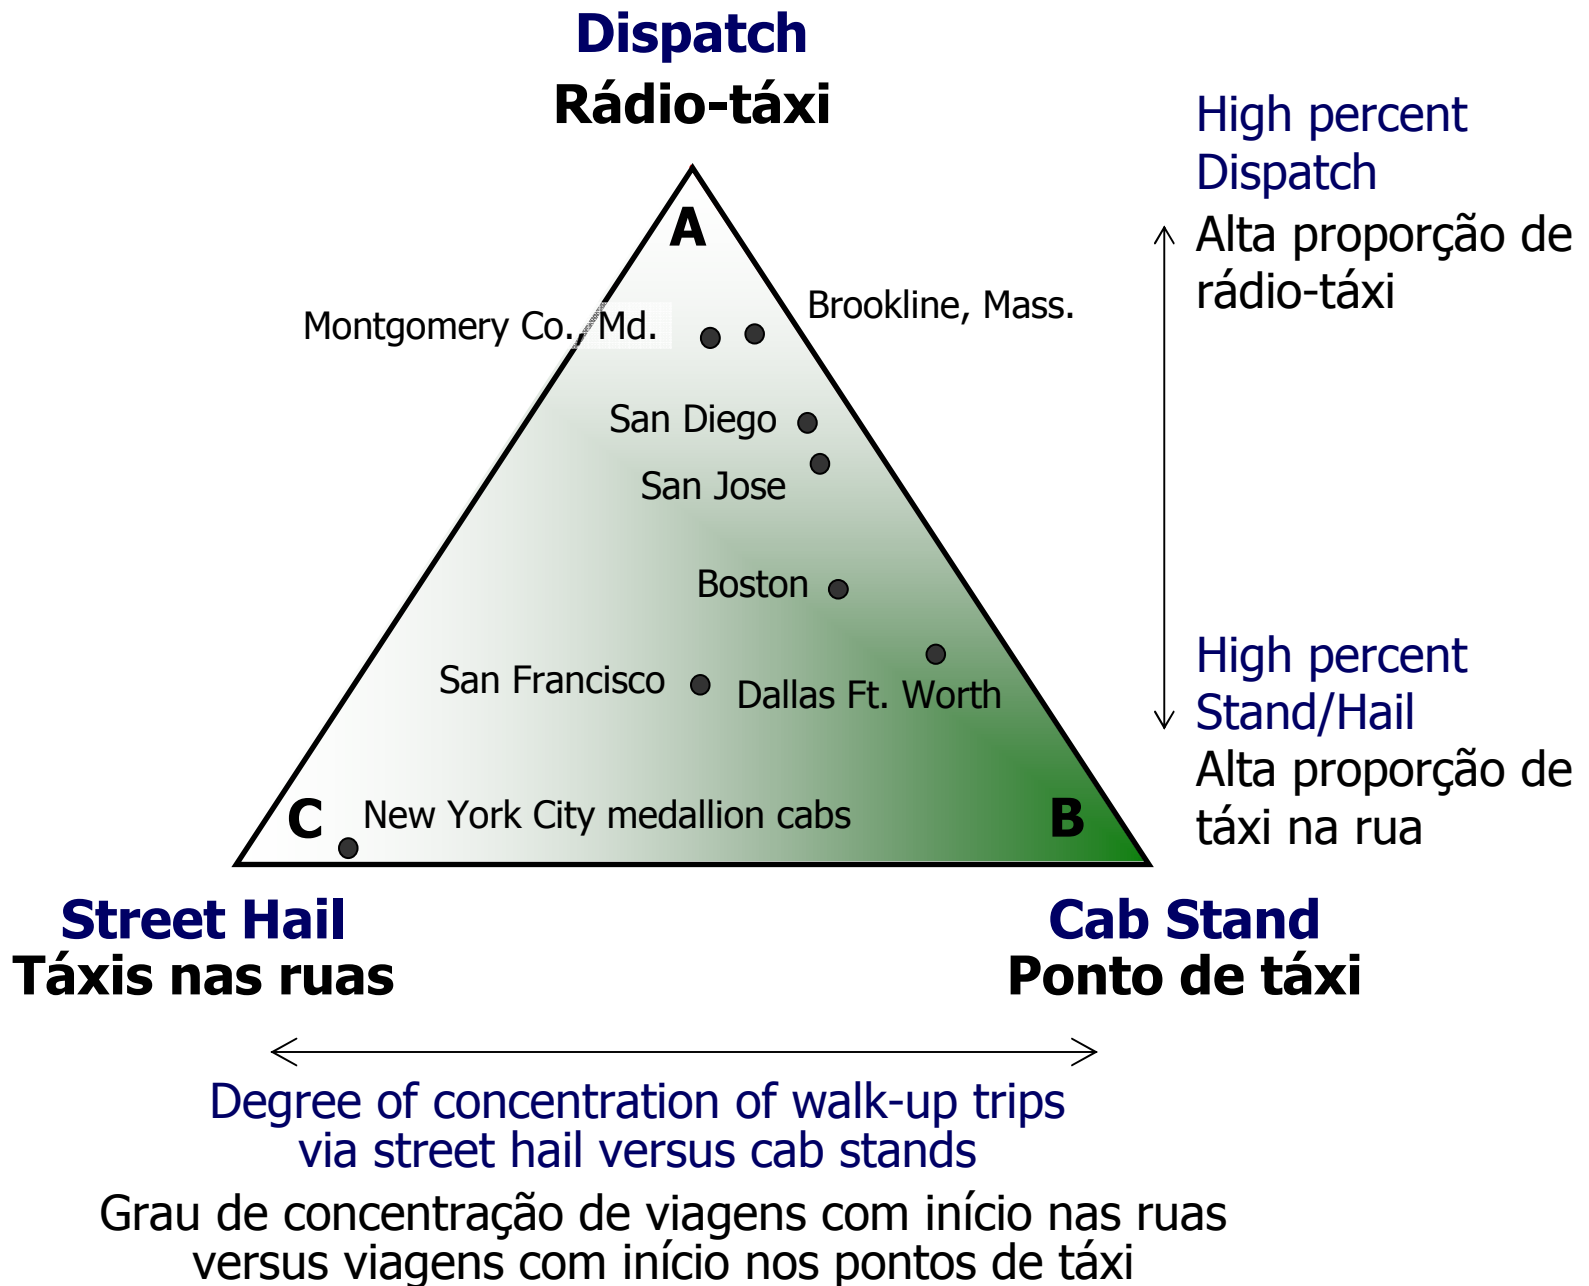 Dispatch
Rádio-táxi
High percent
Dispatch
Alta proporção de
rádio-táxi
A
Brookline, Mass.
Montgomery Co. Md.
San Diego
San Jose
Boston
San Francisco
Dallas Ft. Worth
High percent
Stand/Hail
Alta proporção de
táxi na rua
C
New York City medallion cabs
B
Street Hail
Táxis nas ruas
Cab Stand
Ponto de táxi
Degree of concentration of walk-up trips
via street hail versus cab stands
Grau de concentração de viagens com início nas ruas
versus viagens com início nos pontos de táxi